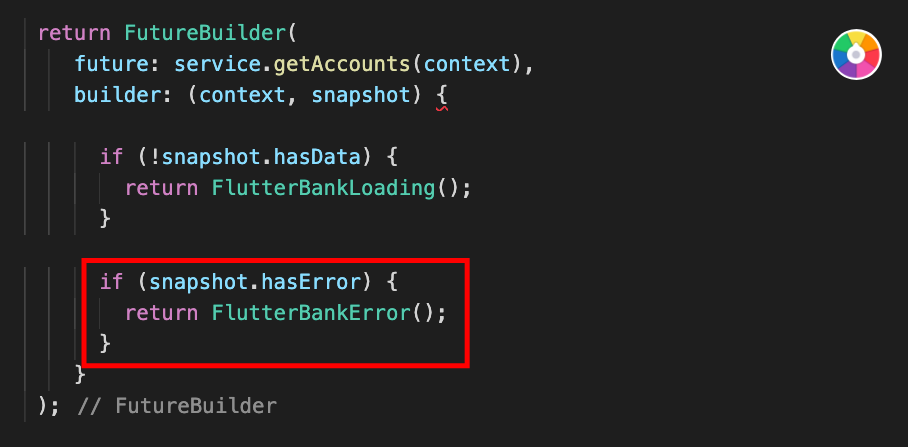 return FutureBuilder(
future: service.getAccounts(context),
builder: (context, snapshot) {
if (!snapshot.hasData) {
return FlutterBankLoading();
}
if (snapshot.hasError) {
return FlutterBankError();
}
}
); // FutureBuilder